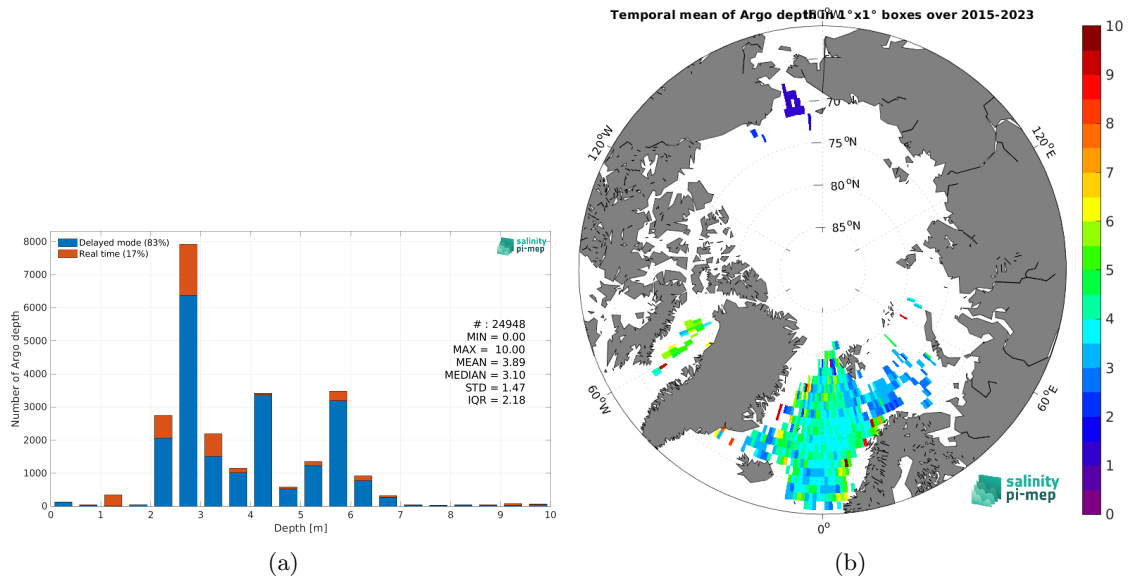 Temporal mean of Argo depth in 1°x1° boxes over 2015-2023
180°W
10
9
8
7
6
5
4
3
2
1
0
120°W
120°E
60°W
60°E
0°
70
75°N
80°N
85°N
salinity
pi-mep
8000
7000
6000
5000
4000
3000
2000
1000
0
Number of Argo depth
Delayed mode (83%)
Real time (17%)
salinity
pi-mep
# : 24948
MIN = 0.00
MAX = 10.00
MEAN = 3.89
MEDIAN = 3.10
STD = 1.47
IQR = 2.18
0 1 2 3 4 5 6 7 8 9 10
Depth [m]
(a)
(b)